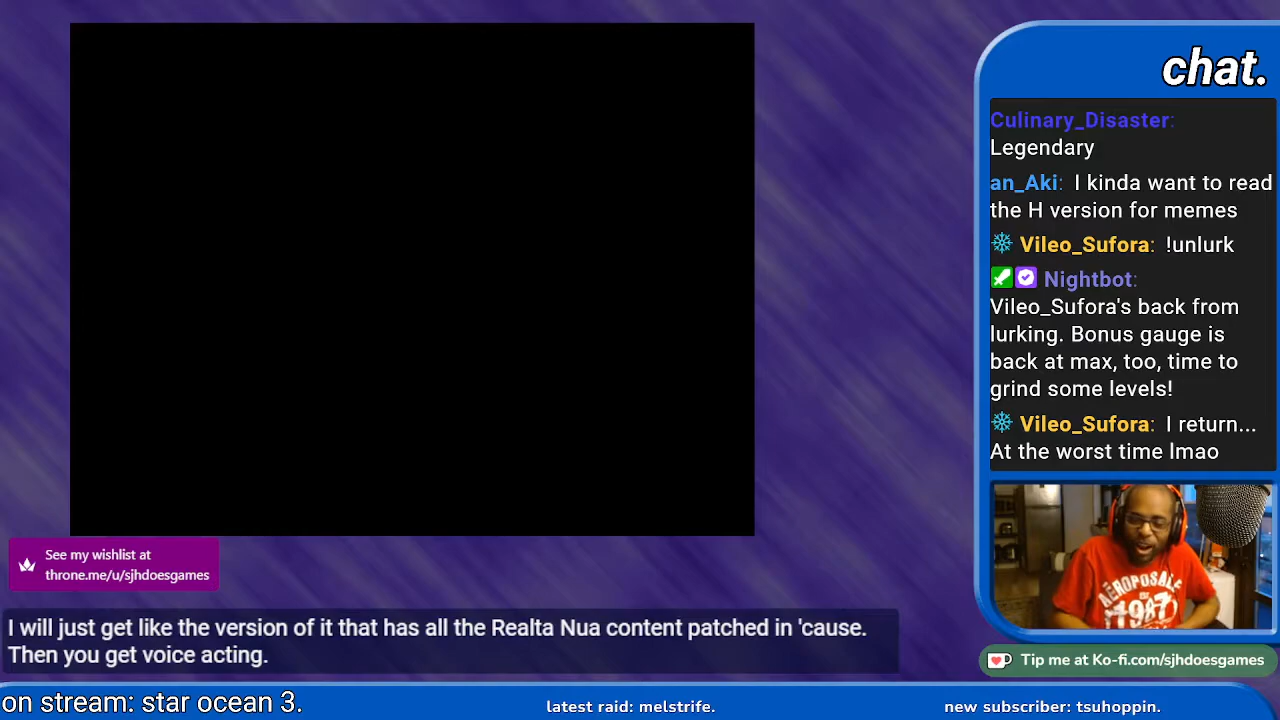 chat.
Culinary_Disaster:
Legendary
an_Aki: I kinda want to read
the H version for memes
Vileo_Sufora: !unlurk
Nightbot:
Vileo_Sufora's back from
lurking. Bonus gauge is
back at max, too, time to
grind some levels!
Vileo_Sufora: I return...
At the worst time lmao
AÉROPOSALE
1987
See my wishlist at
throne.me/u/sjhdoesgames
I will just get like the version of it that has all the Realta Nua content patched in 'cause.
Then you get voice acting.
Tip me at Ko-fi.com/sjhdoesgames
on stream: star ocean 3.
latest raid: melstrife.
new subscriber: tsuhoppin.